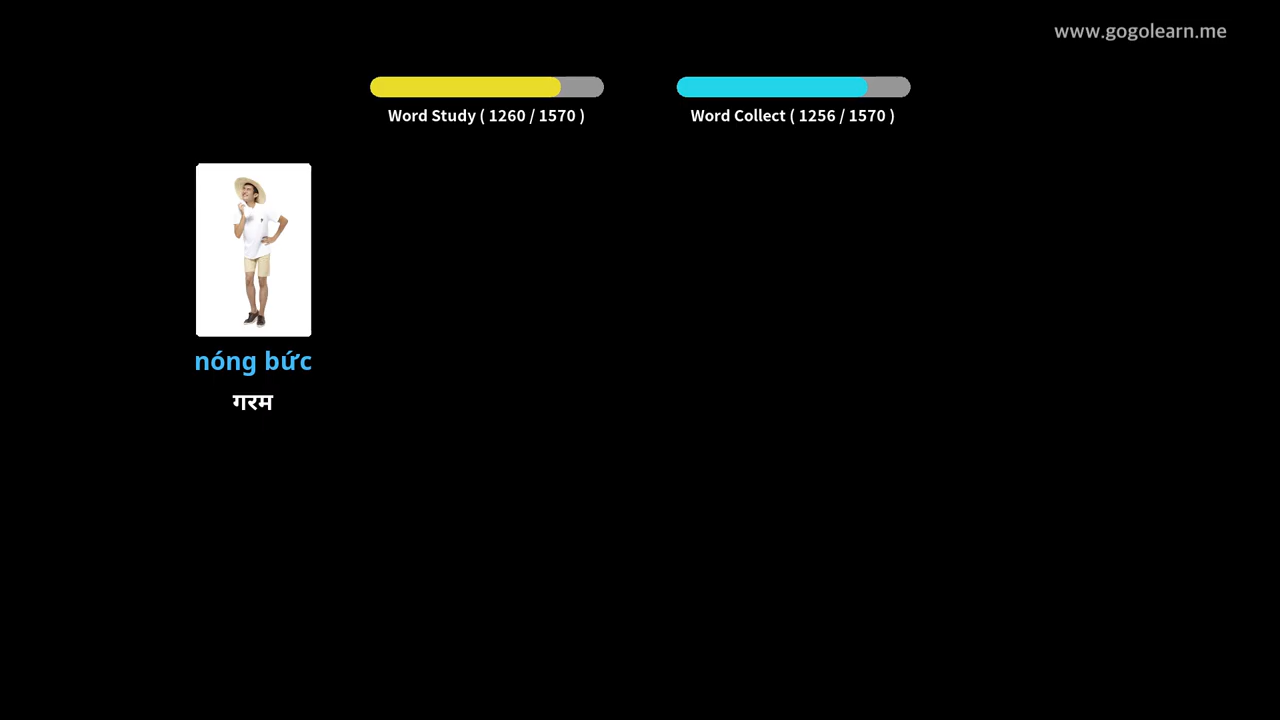 www.gogolearn.me
Word Study ( 1260 / 1570 )
Word Collect ( 1256 / 1570 )
nóng bức
गरम